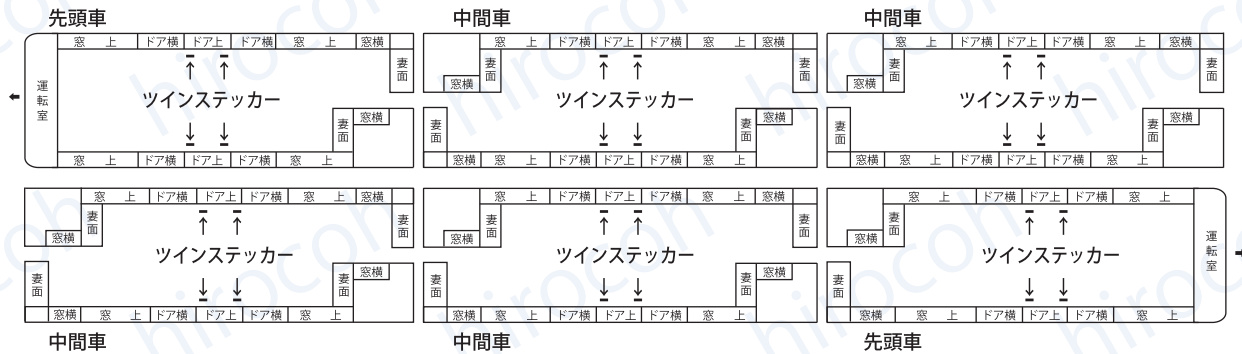 先頭車
中間車
中間車
窓 上 ドア横 ドア上 ドア横 窓 上 窓横
窓 上 ドア横 ドア上 ドア横 窓 上 窓横
窓 上 ドア横 ドア上 ドア横 窓 上 窓横
妻面
妻面
妻面
妻面
妻面
窓横
窓横
運転室
ツインステッカー
ツインステッカー
ツインステッカー
妻面
窓横
妻面
妻面
窓横
妻面
妻面
窓横
窓 上 ドア横 ドア上 ドア横 窓 上
窓横 窓 上 ドア横 ドア上 ドア横 窓 上
窓横 窓 上 ドア横 ドア上 ドア横 窓 上
窓 上 ドア横 ドア上 ドア横 窓 上 窓横
窓 上 ドア横 ドア上 ドア横 窓 上 窓横
窓 上 ドア横 ドア上 ドア横 窓 上
妻面
妻面
妻面
妻面
妻面
窓横
窓横
窓横
運転室
ツインステッカー
ツインステッカー
ツインステッカー
妻面
妻面
窓横
妻面
妻面
窓横
妻面
窓横 窓 上 ドア横 ドア上 ドア横 窓 上
窓横 窓 上 ドア横 ドア上 ドア横 窓 上
窓横 窓 上 ドア横 ドア上 ドア横 窓 上
中間車
中間車
先頭車
hirocoh
hirocoh
hirocoh
hirocoh
hirocoh
hirocoh